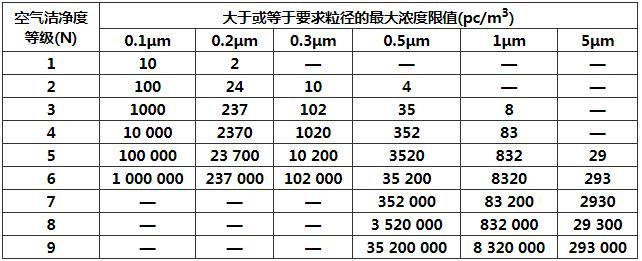 空气洁净度等级(N) 大于或等于要求粒径的最大浓度限值(pc/m³)
0.1μm 0.2μm 0.3μm 0.5μm 1μm 5μm
1 10 2 — — — —
2 100 24 10 4 — —
3 1000 237 102 35 8 —
4 10 000 2370 1020 352 83 —
5 100 000 23 700 10 200 3520 832 29
6 1 000 000 237 000 102 000 35 200 8320 293
7 — — — 352 000 83 200 2930
8 — — — 3 520 000 832 000 29 300
9 — — — 35 200 000 8 320 000 293 000